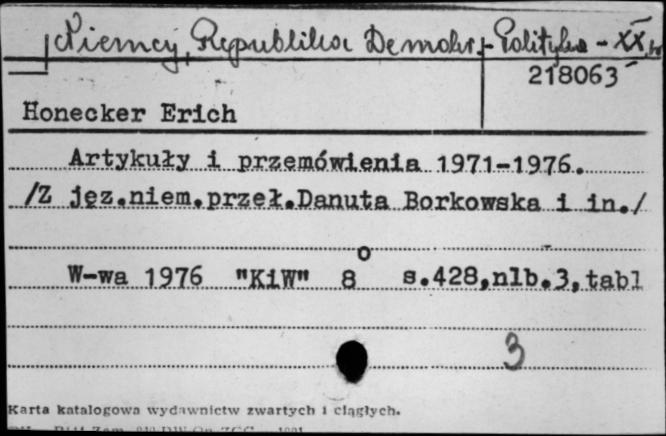 Niemcy, Republika Demokr. - Polityka - XX w.
218063
Honecker Erich
Artykuły i przemówienia 1971-1976.
/Z jęz.niem.przeł.Danuta Borkowska i in./
W-wa 1976 "KiW" 8° s.428,nlb.3,tabl
3
Karta katalogowa wydawnictw zwartych i ciągłych.